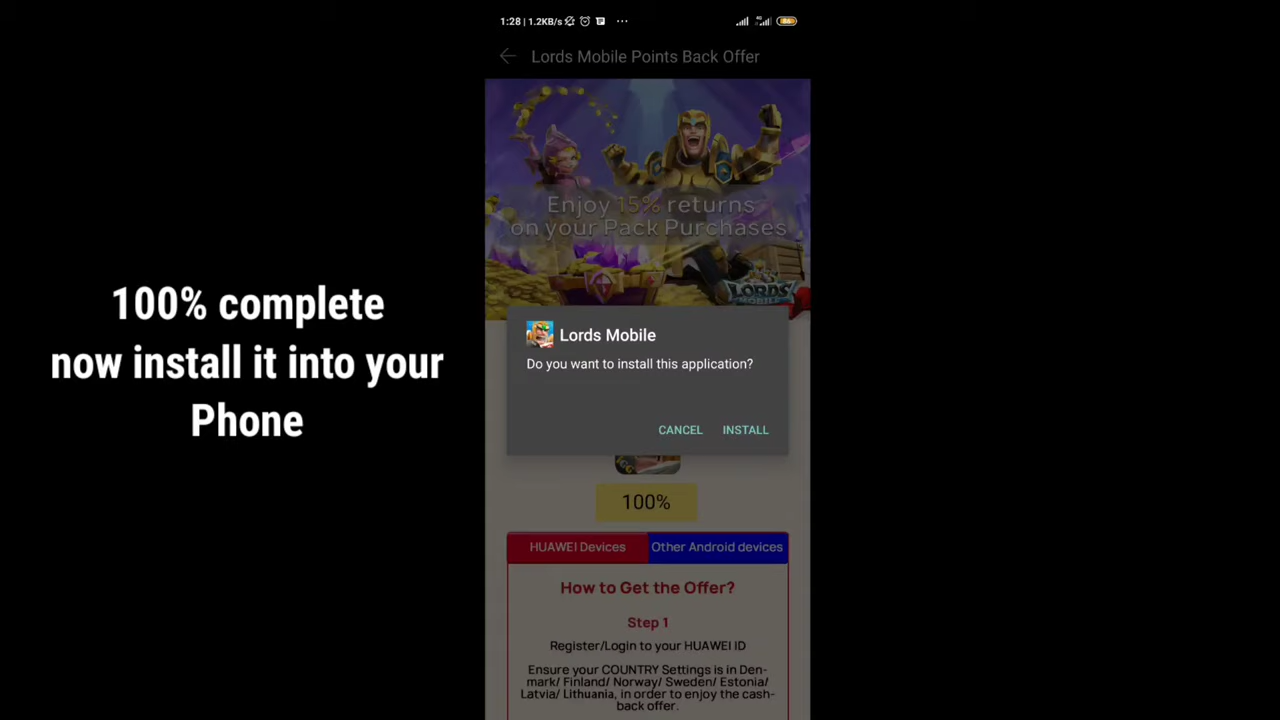 1:28 | 1.2KB/s ...
Lords Mobile Points Back Offer
Enjoy 15% returns
on your Pack Purchases
LORDS
MOBILE
100% complete
now install it into your
Phone
Lords Mobile
Do you want to install this application?
CANCEL INSTALL
100%
HUAWEI Devices Other Android devices
How to Get the Offer?
Step 1
Register/Login to your HUAWEI ID
Ensure your COUNTRY Settings is in Den-
mark/ Finland/ Norway/ Sweden/ Estonia/
Latvia/ Lithuania, in order to enjoy the cash-
back offer.